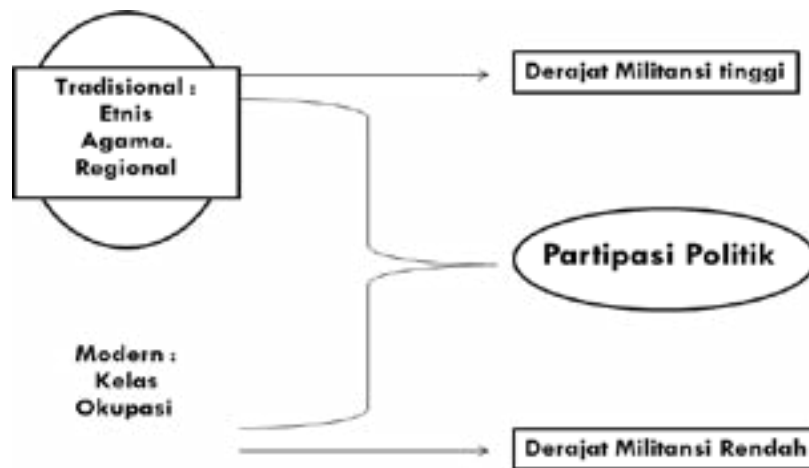 Tradisional :
Etnis
Agama.
Regional
Derajat Militansi tinggi
Partipasi Politik
Modern :
Kelas
Okupasi
Derajat Militansi Rendah